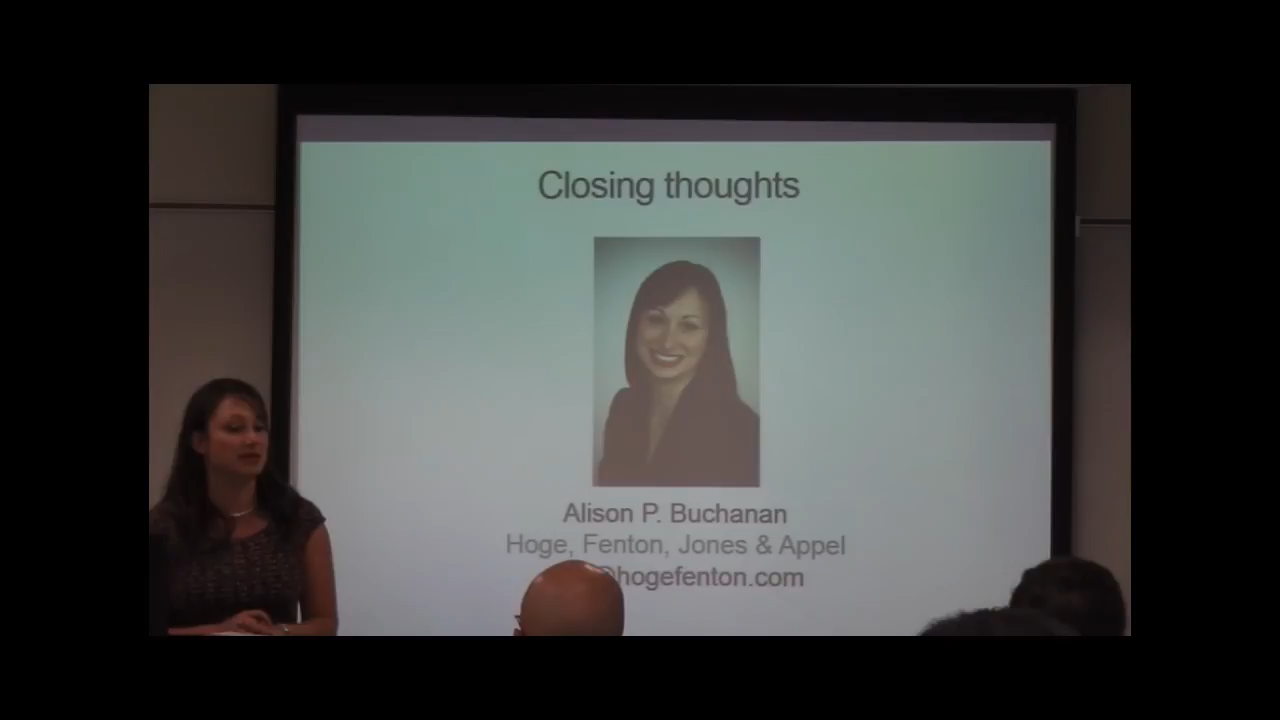 Closing thoughts
Alison P. Buchanan
Hoge, Fenton, Jones & Appel
@hogefenton.com